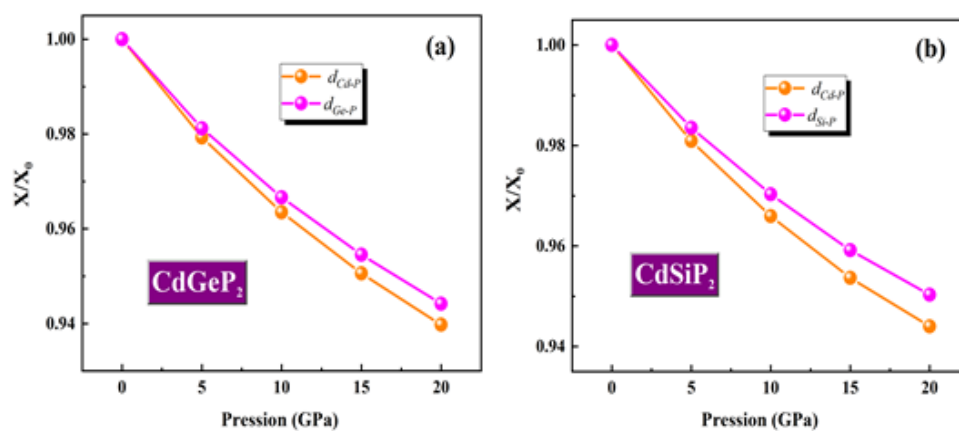 (a)
d_Cd-P
d_Ge-P
CdGeP₂
X/X₀
1.00
0.98
0.96
0.94
0
5
10
15
20
Pression (GPa)
(b)
d_Cd-P
d_Si-P
CdSiP₂
X/X₀
1.00
0.98
0.96
0.94
0
5
10
15
20
Pression (GPa)